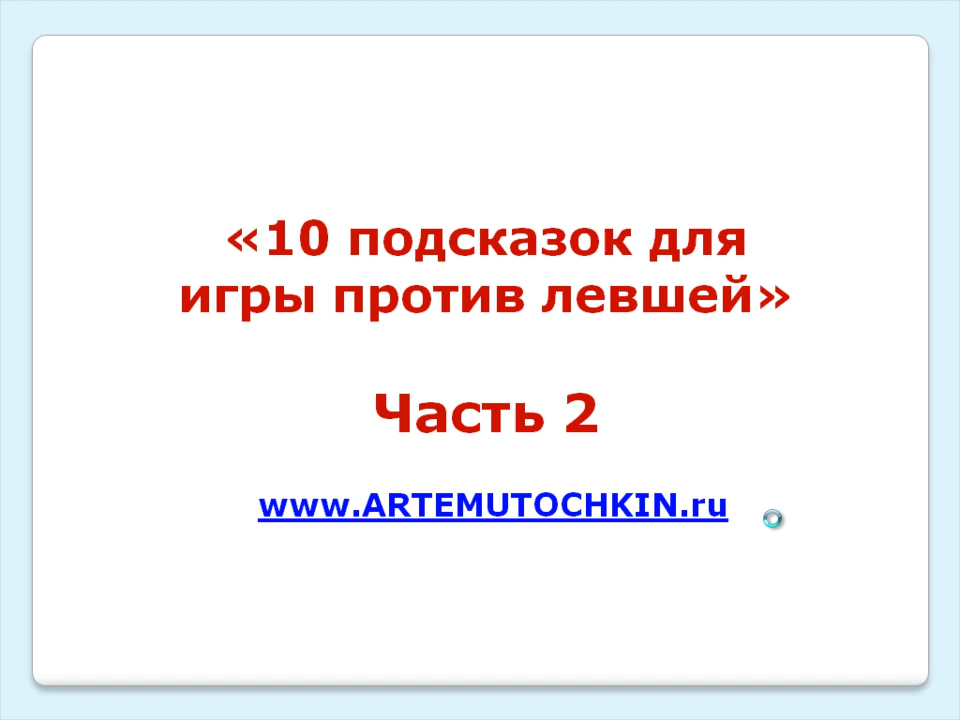 «10 подсказок для
игры против левшей»
Часть 2
www.ARTEMUTOCHKIN.ru